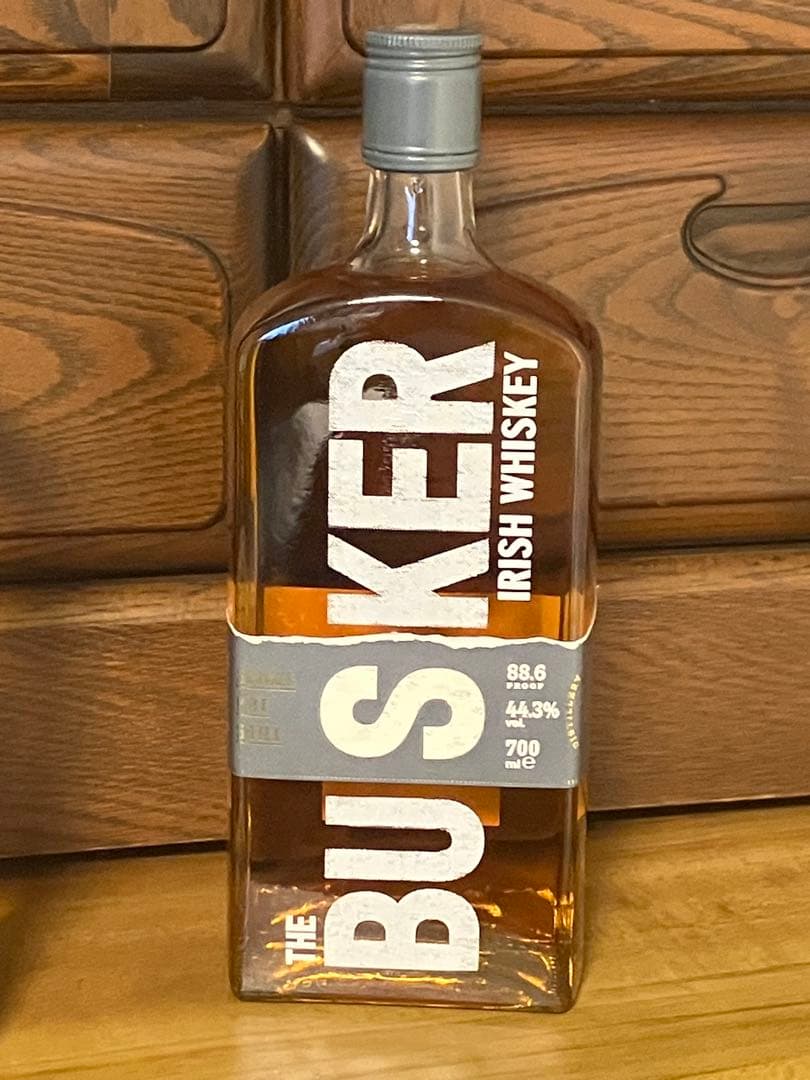 THE
BUSKER
IRISH WHISKEY
88.6
PROOF
44.3%
vol.
700
ml e